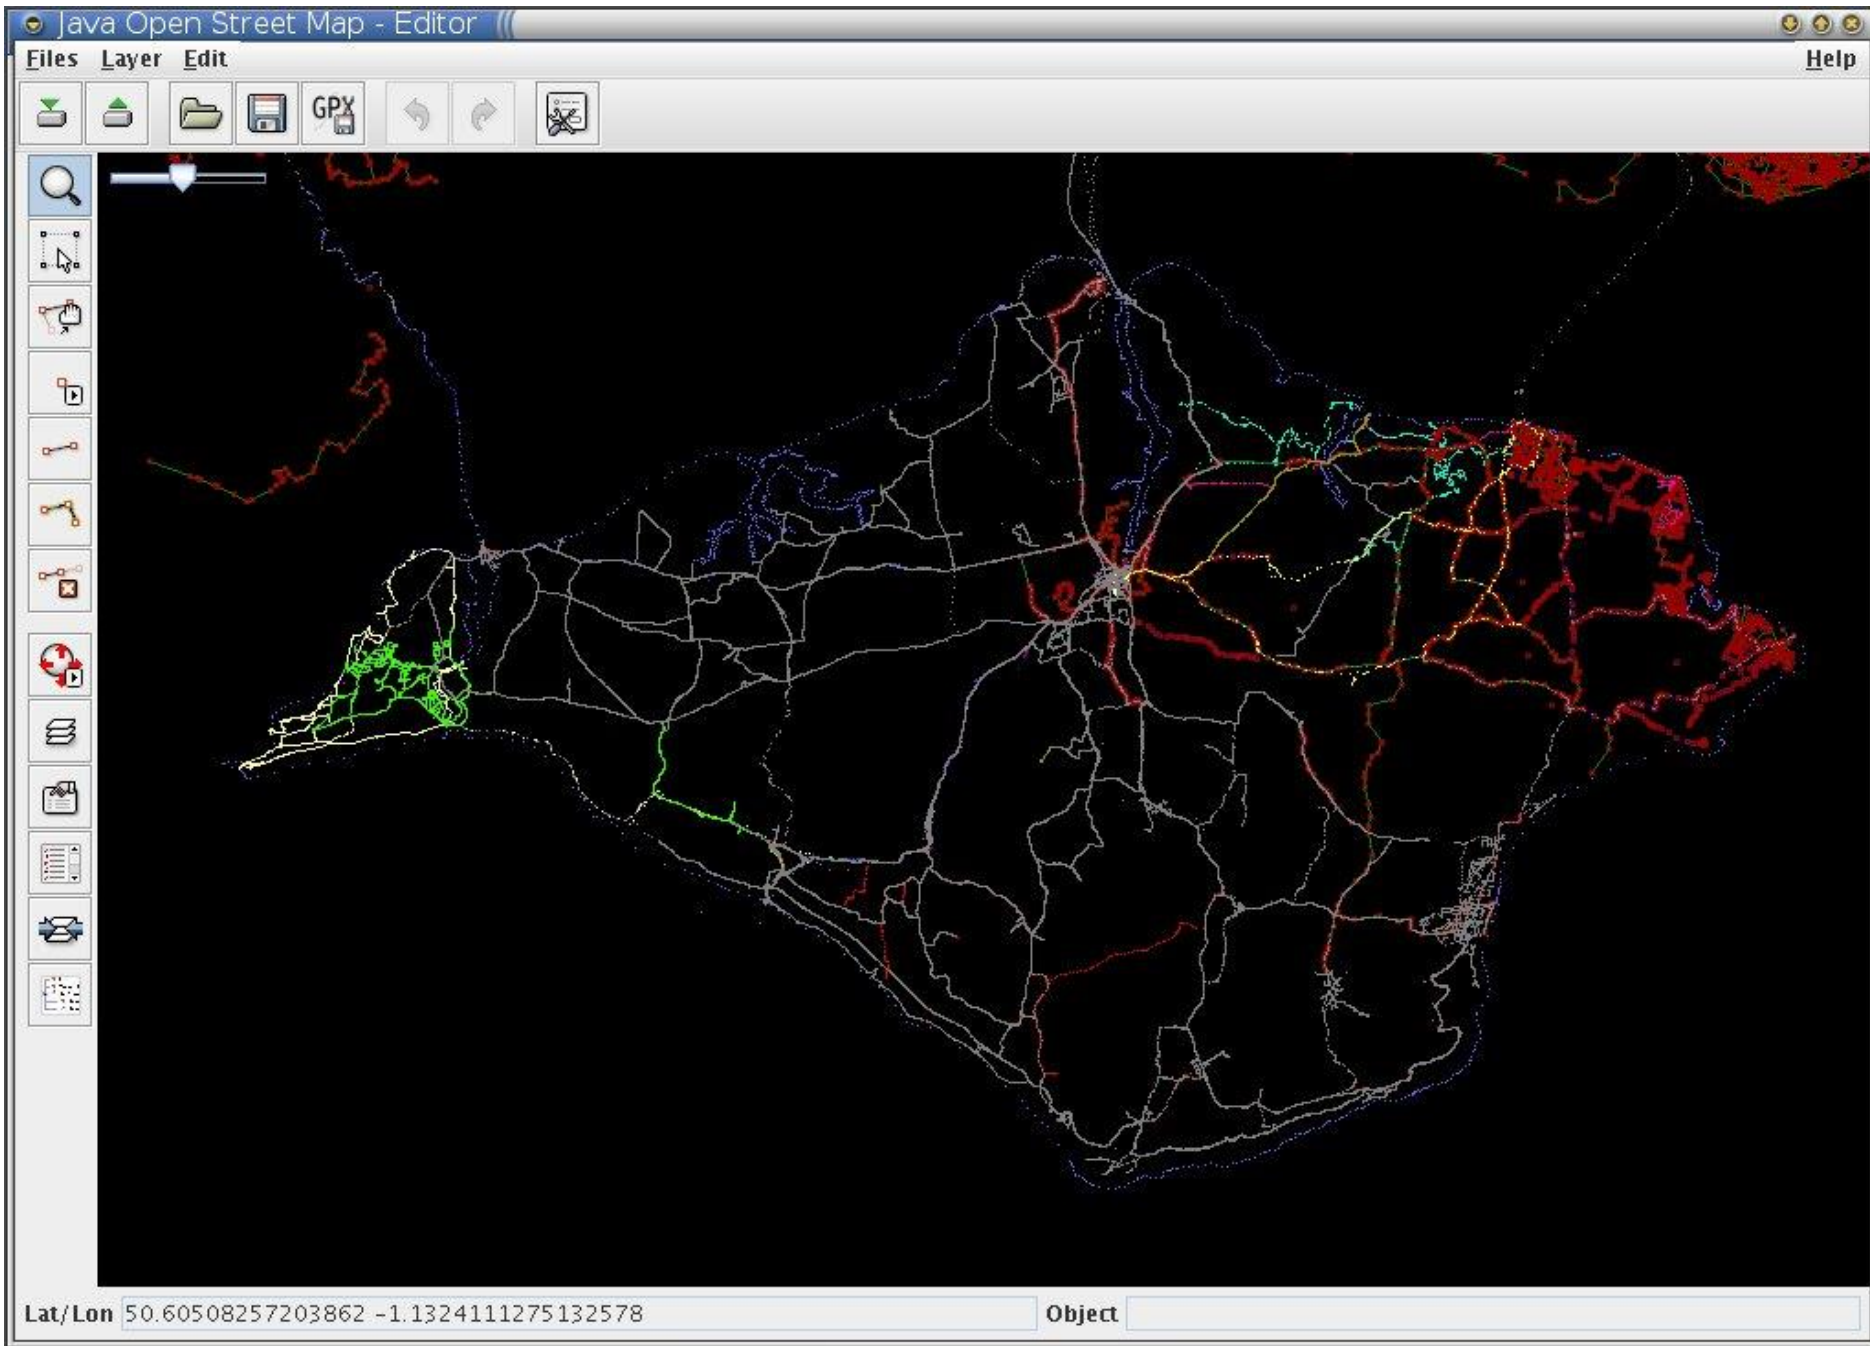 Java Open Street Map - Editor
Files Layer Edit Help
GPX
Lat/Lon 50.60508257203862 -1.1324111275132578 Object